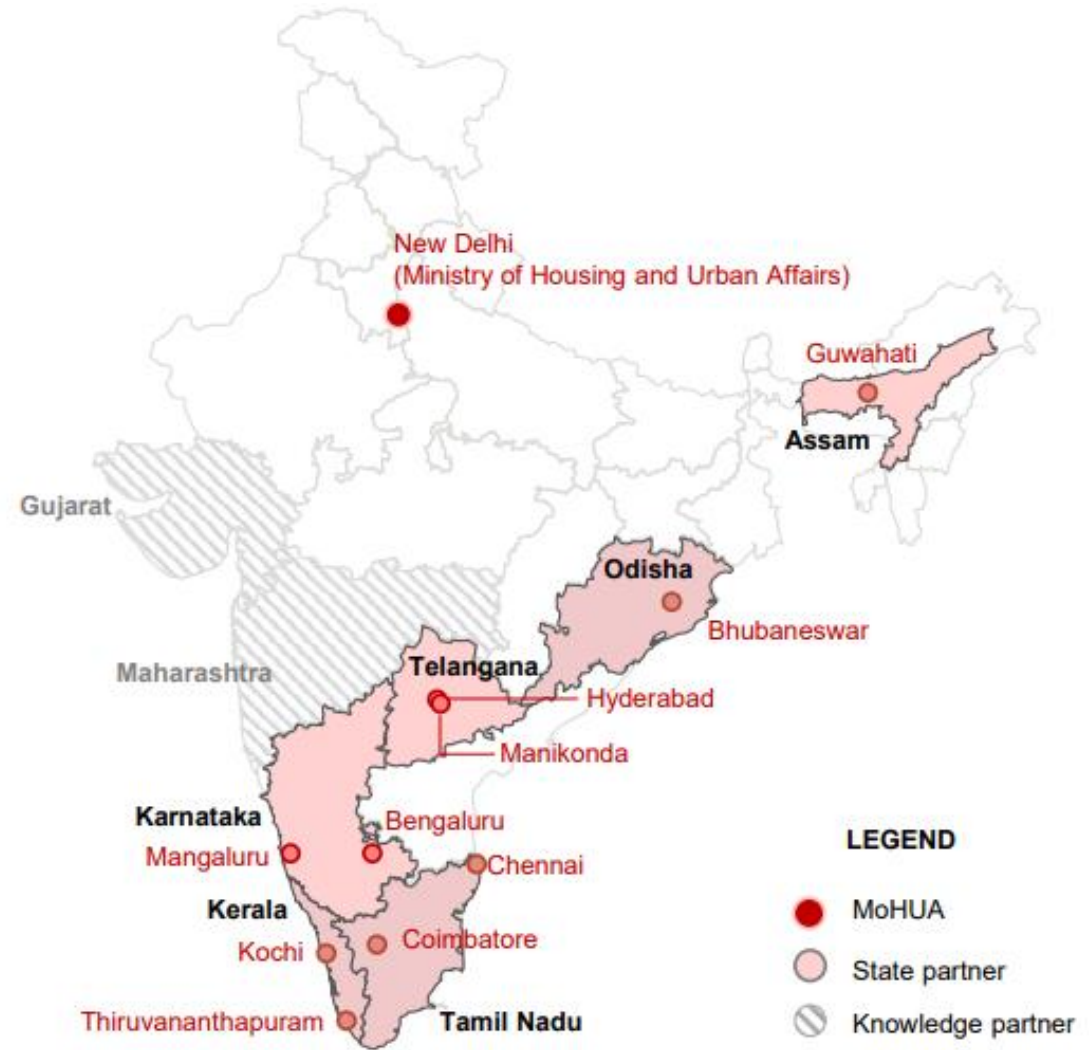 New Delhi
(Ministry of Housing and Urban Affairs)
Guwahati
Assam
Gujarat
Odisha
Bhubaneswar
Maharashtra
Telangana
Hyderabad
Manikonda
Karnataka
Bengaluru
Mangaluru
Chennai
Kerala
Kochi
Coimbatore
Thiruvananthapuram
Tamil Nadu
LEGEND
MoHUA
State partner
Knowledge partner